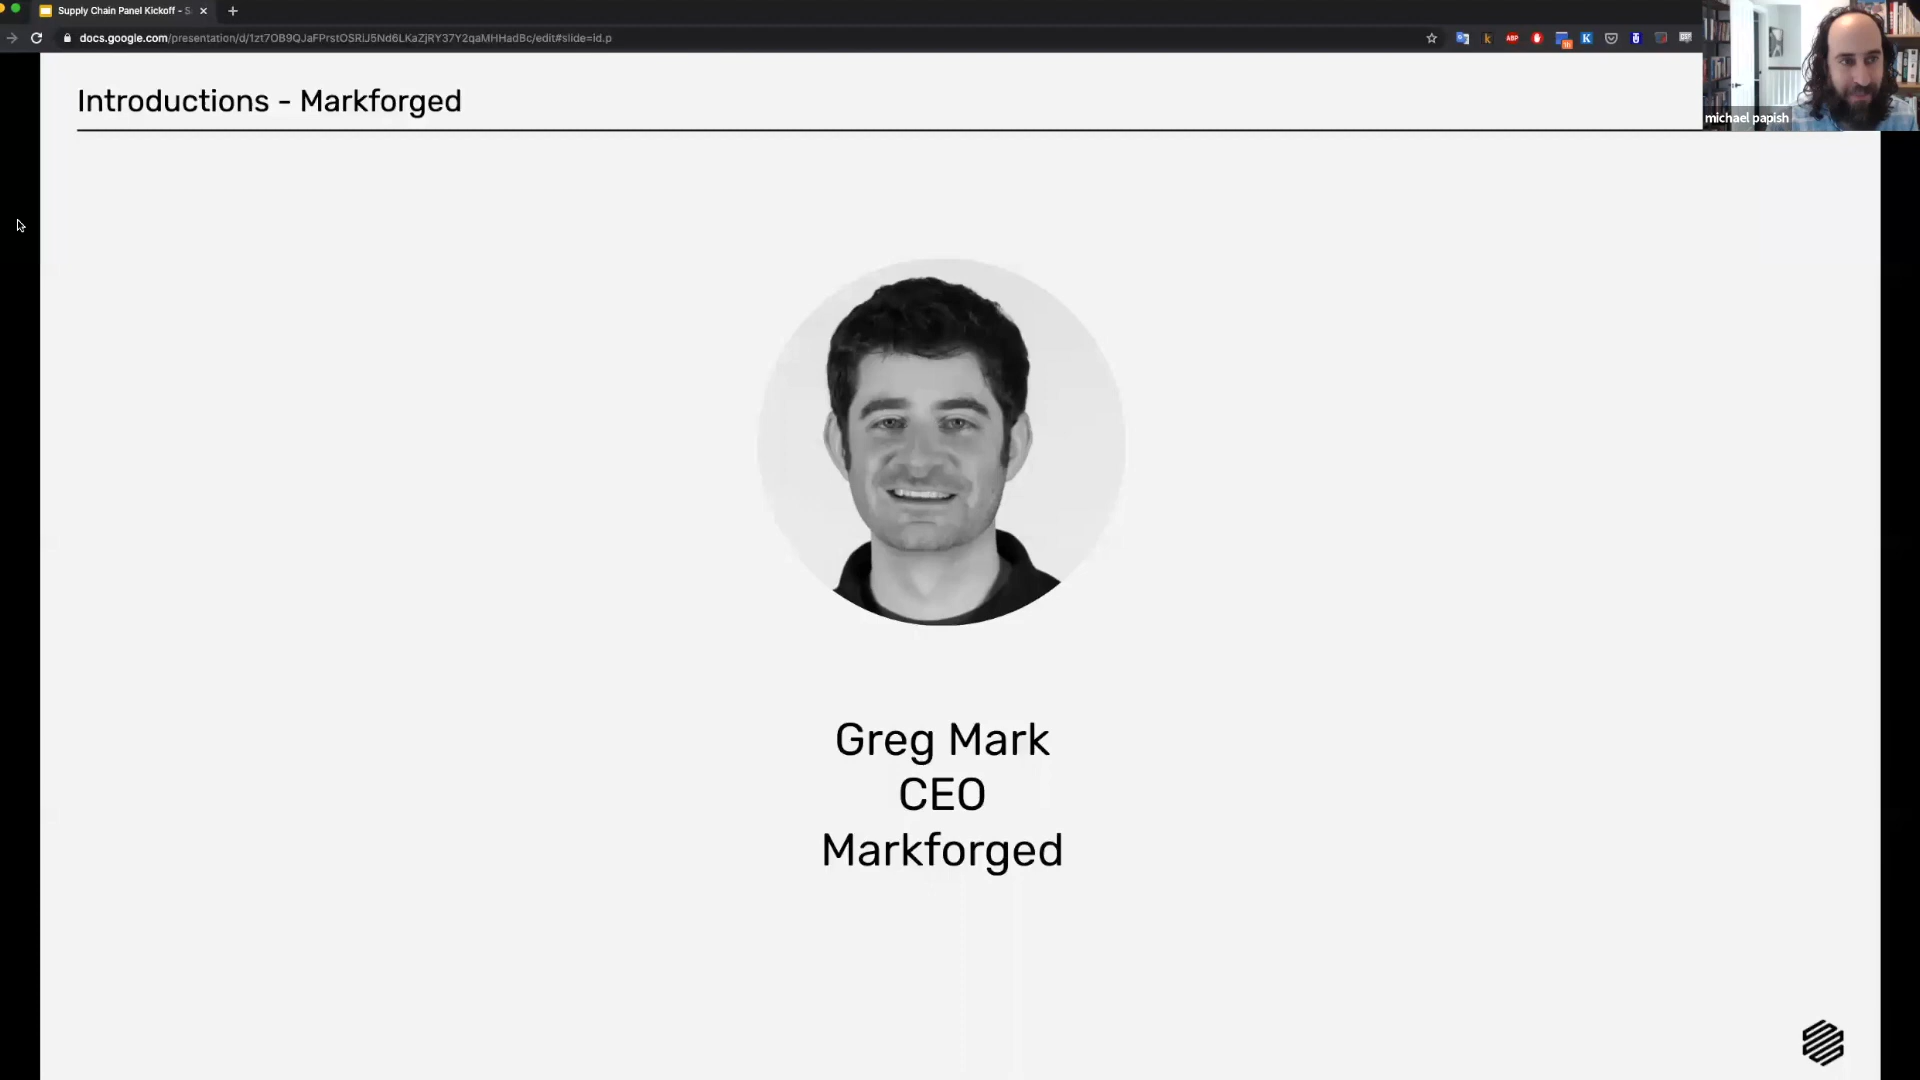 Supply Chain Panel Kickoff - S
docs.google.com/presentation/d/1zt7OB9QJaFPrstOSRlJ5Nd6LKaZjRY37Y2qaMHHadBc/edit#slide=id.p
Introductions - Markforged
michael papish
Greg Mark
CEO
Markforged